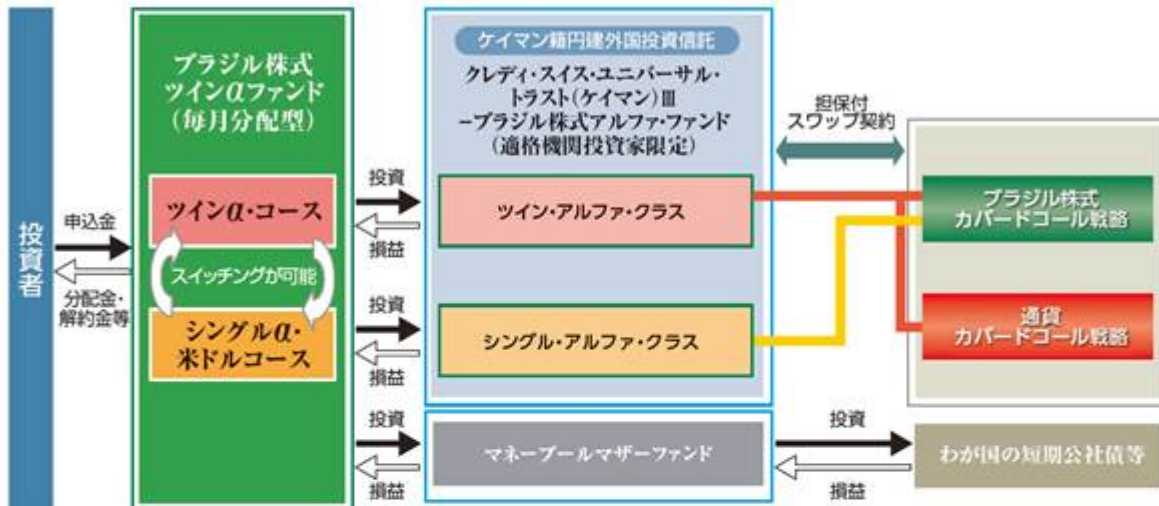 投資者
申込金
分配金・
解約金等
ブラジル株式
ツインαファンド
(毎月分配型)
ツインα・コース
スイッチングが可能
シングルα・
米ドルコース
投資
損益
投資
損益
投資
損益
ケイマン籍円建外国投資信託
クレディ・スイス・ユニバーサル・
トラスト(ケイマン)Ⅲ
-ブラジル株式アルファ・ファンド
(適格機関投資家限定)
ツイン・アルファ・クラス
シングル・アルファ・クラス
マネープールマザーファンド
担保付
スワップ契約
ブラジル株式
カバードコール戦略
通貨
カバードコール戦略
投資
損益
わが国の短期公社債等